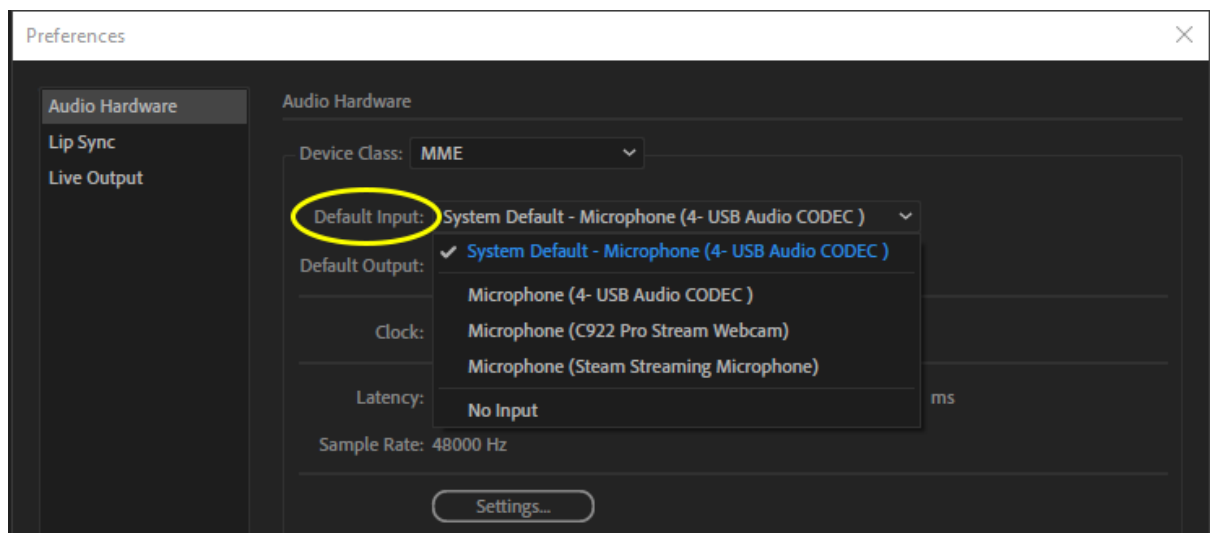 Preferences
Audio Hardware
Lip Sync
Live Output
Audio Hardware
Device Class: MME
Default Input: System Default - Microphone (4- USB Audio CODEC )
System Default - Microphone (4- USB Audio CODEC )
Default Output:
Microphone (4- USB Audio CODEC )
Clock: Microphone (C922 Pro Stream Webcam)
Microphone (Steam Streaming Microphone)
Latency: ms
No Input
Sample Rate: 48000 Hz
Settings...